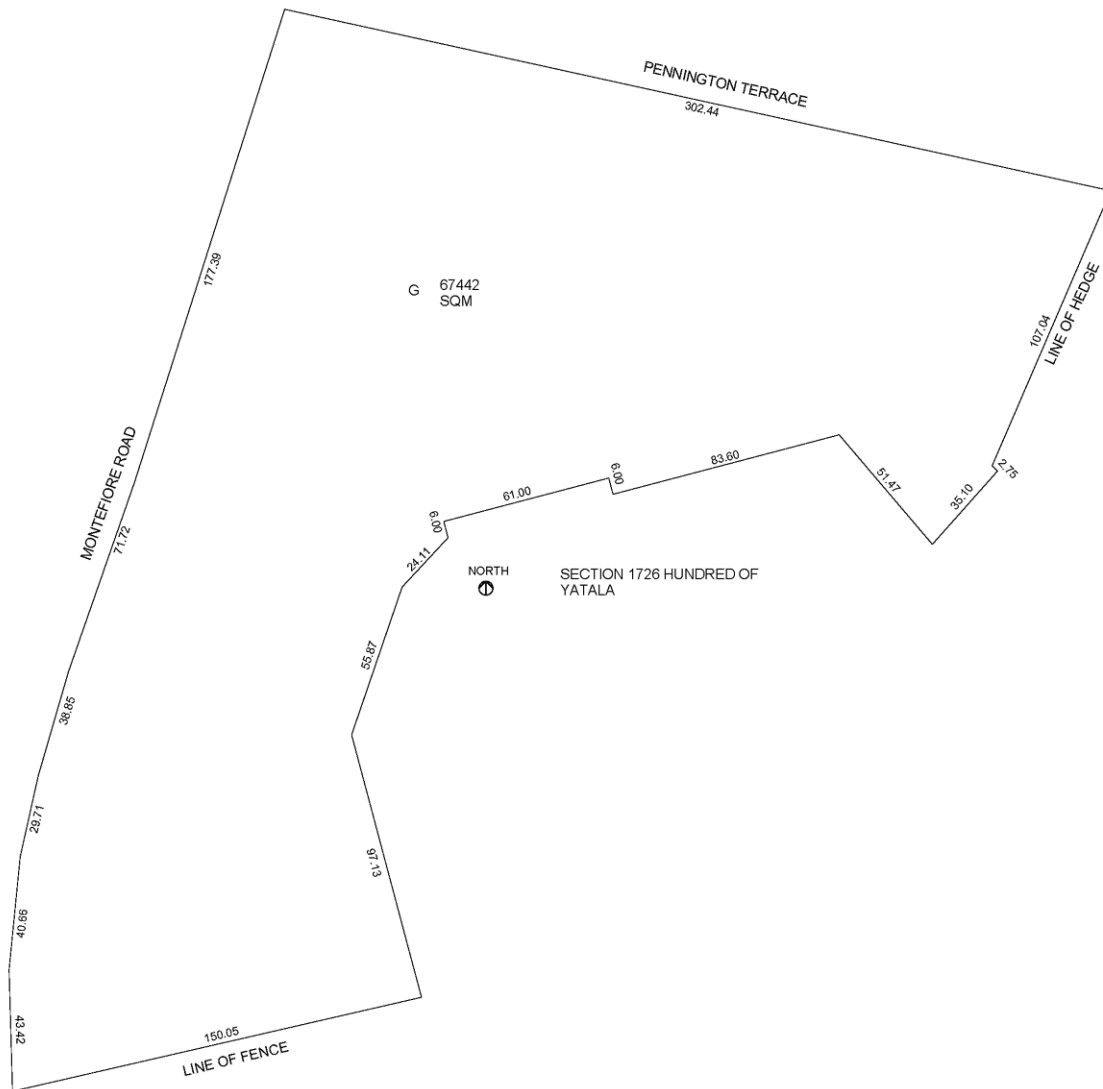 PENNINGTON TERRACE
302.44
177.39
G
67442
SQM
107.04
LINE OF HEDGE
2.75
35.10
51.47
83.60
6.00
61.00
6.00
24.11
MONTEFIORE ROAD
71.72
NORTH
SECTION 1726 HUNDRED OF
YATALA
55.87
38.85
29.71
97.13
40.66
43.42
150.05
LINE OF FENCE